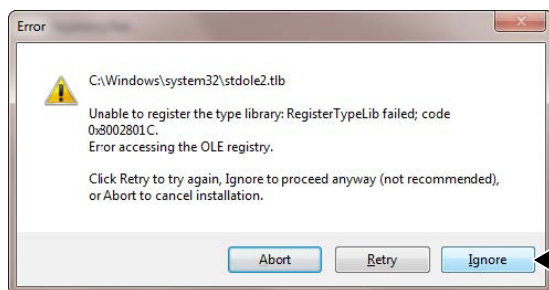 Error
C:\Windows\system32\stdole2.tlb
Unable to register the type library: RegisterTypeLib failed; code
0x8002801C.
Error accessing the OLE registry.
Click Retry to try again, Ignore to proceed anyway (not recommended),
or Abort to cancel installation.
Abort Retry Ignore